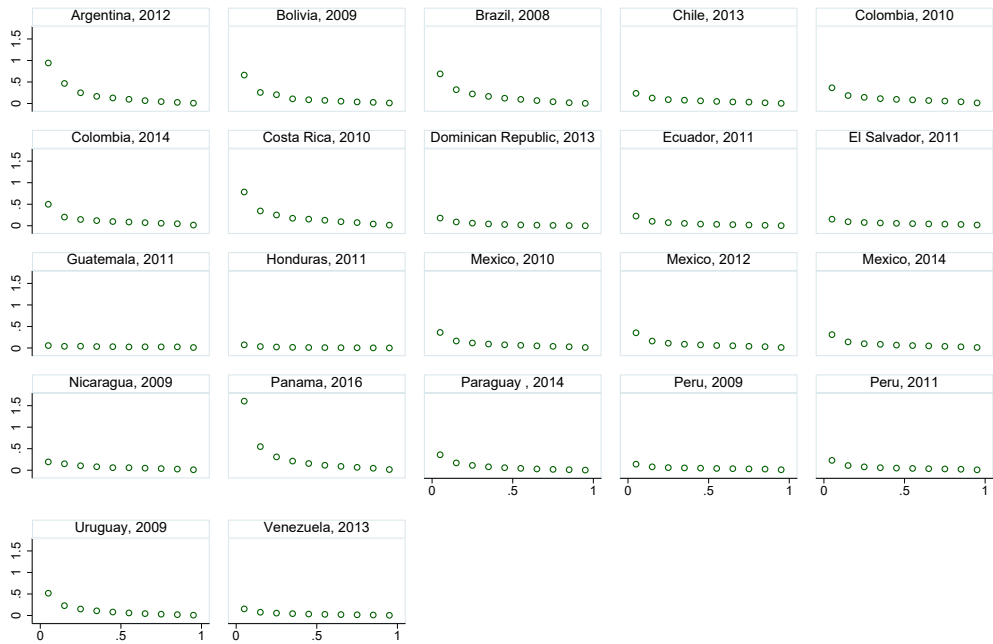 Argentina, 2012 Bolivia, 2009 Brazil, 2008 Chile, 2013 Colombia, 2010
0 .5 1 1.5
Colombia, 2014 Costa Rica, 2010 Dominican Republic, 2013 Ecuador, 2011 El Salvador, 2011
0 .5 1 1.5
Guatemala, 2011 Honduras, 2011 Mexico, 2010 Mexico, 2012 Mexico, 2014
0 .5 1 1.5
Nicaragua, 2009 Panama, 2016 Paraguay , 2014 Peru, 2009 Peru, 2011
0 .5 1 1.5
0 .5 1 0 .5 1 0 .5 1
Uruguay, 2009 Venezuela, 2013
0 .5 1 1.5
0 .5 1 0 .5 1